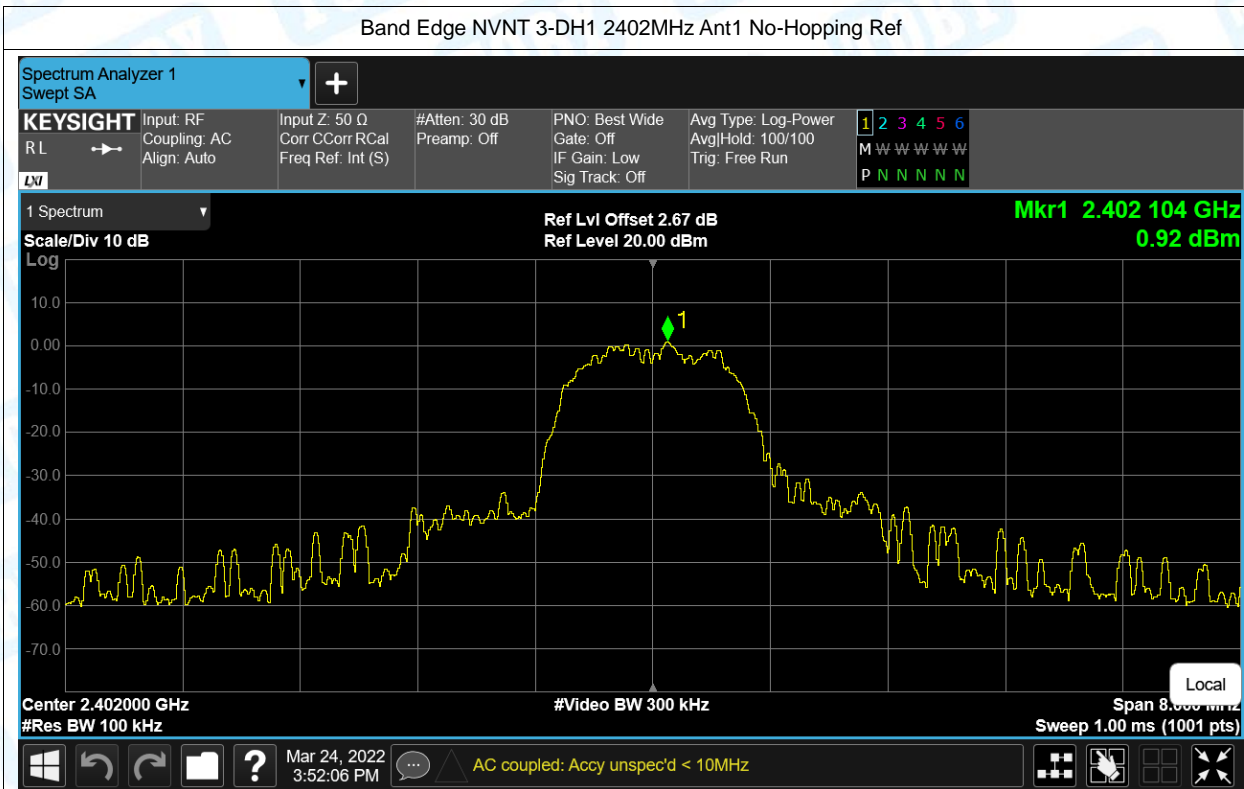 Band Edge NVNT 3-DH1 2402MHz Ant1 No-Hopping Ref
Spectrum Analyzer 1
Swept SA
KEYSIGHT
R L
LXI
Input: RF
Coupling: AC
Align: Auto
Input Z: 50 Ω
Corr CCorr RCal
Freq Ref: Int (S)
#Atten: 30 dB
Preamp: Off
PNO: Best Wide
Gate: Off
IF Gain: Low
Sig Track: Off
Avg Type: Log-Power
Avg|Hold: 100/100
Trig: Free Run
1 2 3 4 5 6
M W W W W W W
P N N N N N
1 Spectrum
Scale/Div 10 dB
Log
Ref Lvl Offset 2.67 dB
Ref Level 20.00 dBm
Mkr1 2.402 104 GHz
0.92 dBm
1
10.0
0.00
-10.0
-20.0
-30.0
-40.0
-50.0
-60.0
-70.0
Local
Center 2.402000 GHz
#Video BW 300 kHz
Span 8.000 MHz
#Res BW 100 kHz
Sweep 1.00 ms (1001 pts)
?
Mar 24, 2022
3:52:06 PM
AC coupled: Accy unspec'd < 10MHz